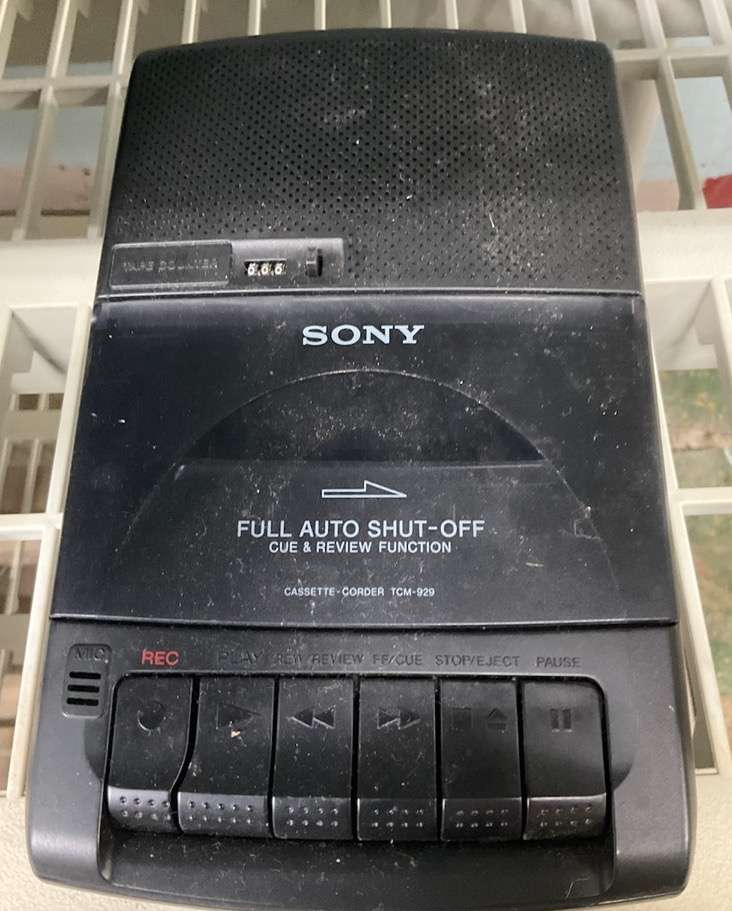 TAPE COUNTER
666
SONY
FULL AUTO SHUT-OFF
CUE & REVIEW FUNCTION
CASSETTE-CORDER TCM-929
MIC
REC PLAY REW/REVIEW FF/CUE STOP/EJECT PAUSE